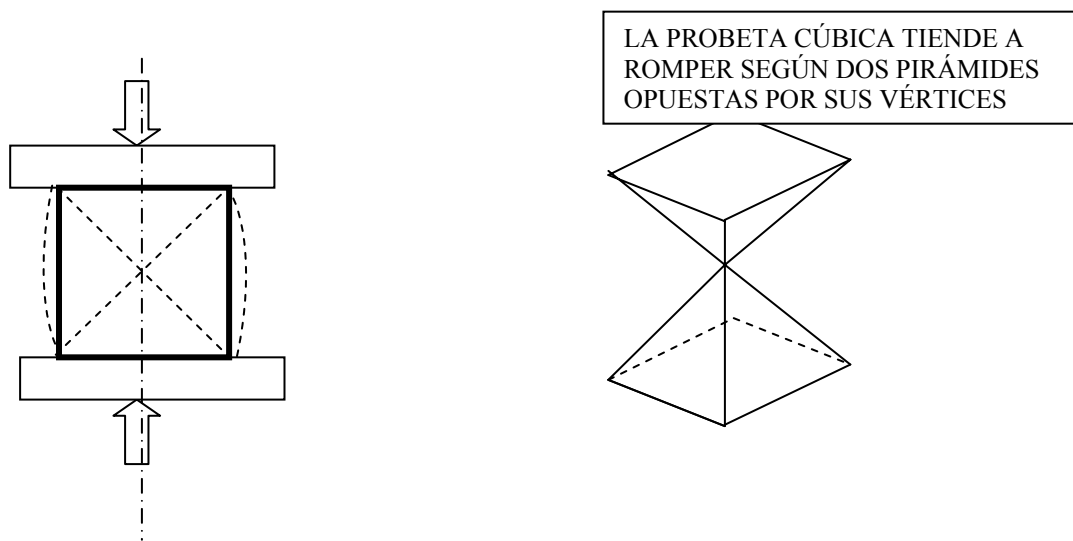 LA PROBETA CÚBICA TIENDE A
ROMPER SEGÚN DOS PIRÁMIDES
OPUESTAS POR SUS VÉRTICES